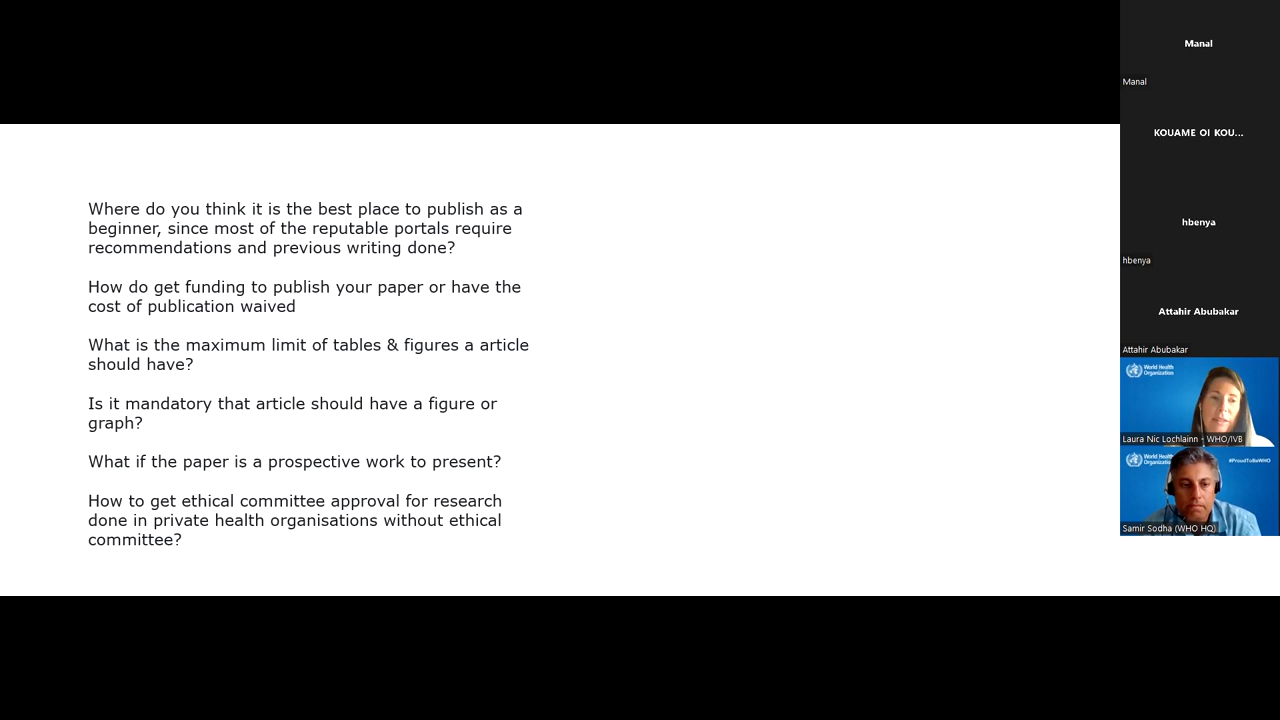 Where do you think it is the best place to publish as a
beginner, since most of the reputable portals require
recommendations and previous writing done?
How do get funding to publish your paper or have the
cost of publication waived
What is the maximum limit of tables & figures a article
should have?
Is it mandatory that article should have a figure or
graph?
What if the paper is a prospective work to present?
How to get ethical committee approval for research
done in private health organisations without ethical
committee?
Manal
Manal
KOUAME OI KOU...
hbenya
hbenya
Attahir Abubakar
Attahir Abubakar
World Health
Organization
Laura Nic Lochlainn - WHO/IVB
World Health
Organization
#ProudToBeWHO
Samir Sodha (WHO HQ)